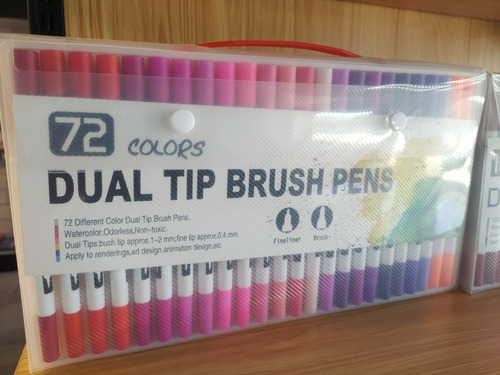 72 COLORS
DUAL TIP BRUSH PENS
72 Different Color Dual Tip Brush Pens.
Watercolor,Odorless,Non-toxic.
Dual Tips:bush tip approx.1-2 mm;fine tip approx.0.4 mm.
Apply to renderings,art design,animation design,etc
Fineliner